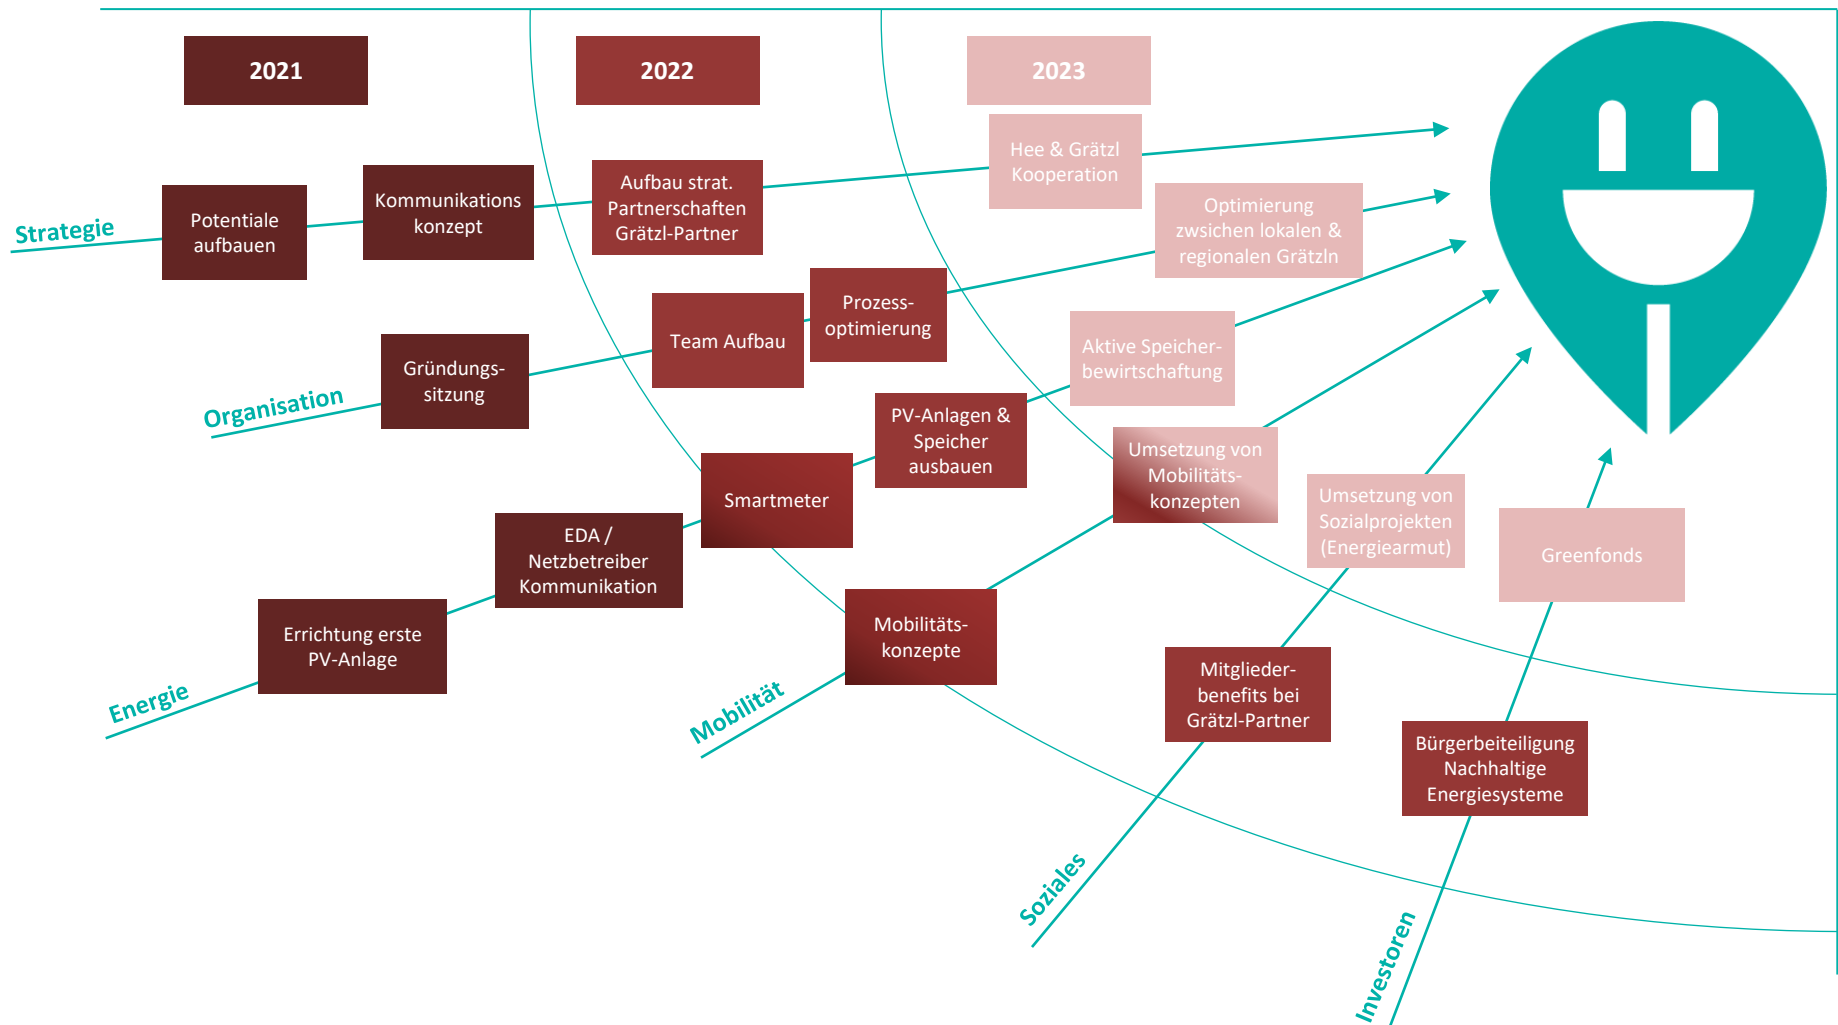 2021
2022
2023
Strategie
Potentiale
aufbauen
Kommunikations
konzept
Aufbau strat.
Partnerschaften
Grätzl-Partner
Hee & Grätzl
Kooperation
Organisation
Gründungs-
sitzung
Team Aufbau
Prozess-
optimierung
Optimierung
zwsichen lokalen &
regionalen Grätzln
Energie
Errichtung erste
PV-Anlage
EDA /
Netzbetreiber
Kommunikation
Smartmeter
PV-Anlagen &
Speicher
ausbauen
Aktive Speicher-
bewirtschaftung
Mobilität
Mobilitäts-
konzepte
Umsetzung von
Mobilitäts-
konzepten
Soziales
Mitglieder-
benefits bei
Grätzl-Partner
Umsetzung von
Sozialprojekten
(Energiearmut)
Investoren
Bürgerbeiteiligung
Nachhaltige
Energiesysteme
Greenfonds